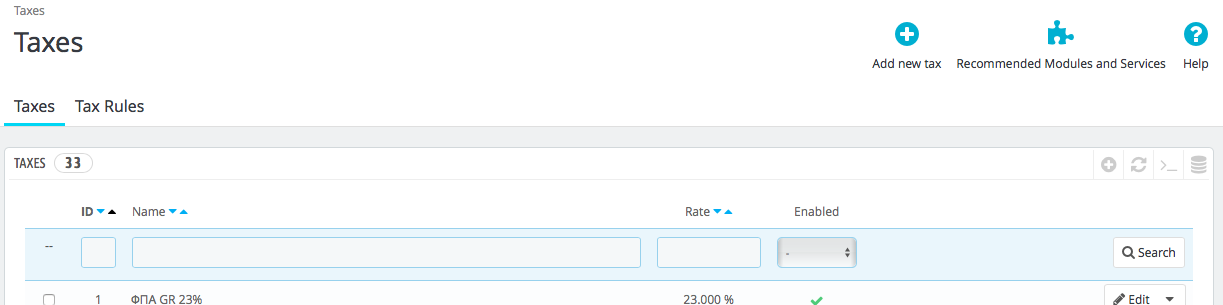 Taxes
Taxes
Add new tax
Recommended Modules and Services
Help
Taxes
Tax Rules
TAXES 33
ID Name Rate Enabled
-- - Search
1 ΦΠΑ GR 23% 23.000 % Edit